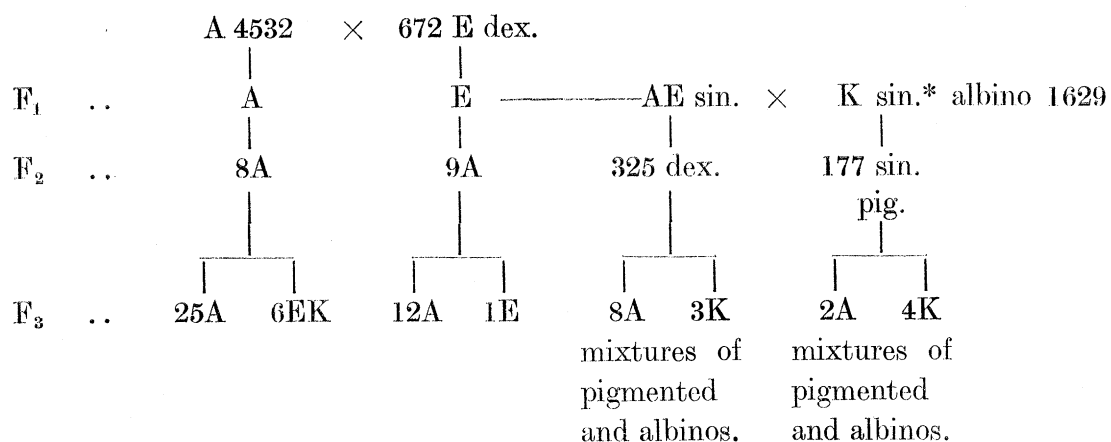 A 4532 × 672 E dex.
F₁ .. A E AE sin. × K sin.* albino 1629
F₂ .. 8A 9A 325 dex. 177 sin.
pig.
F₃ .. 25A 6EK 12A 1E 8A 3K 2A 4K
mixtures of mixtures of
pigmented pigmented
and albinos. and albinos.